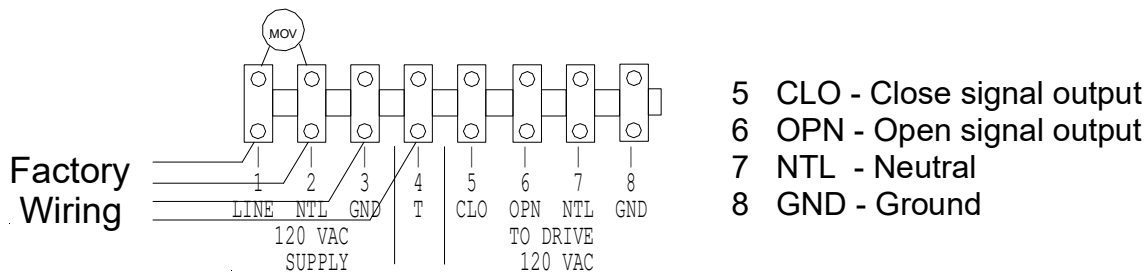 MOV
5 CLO - Close signal output
6 OPN - Open signal output
7 NTL - Neutral
8 GND - Ground
Factory
Wiring
1 2 3 4 5 6 7 8
LINE NTL GND T CLO OPN NTL GND
120 VAC TO DRIVE
SUPPLY 120 VAC